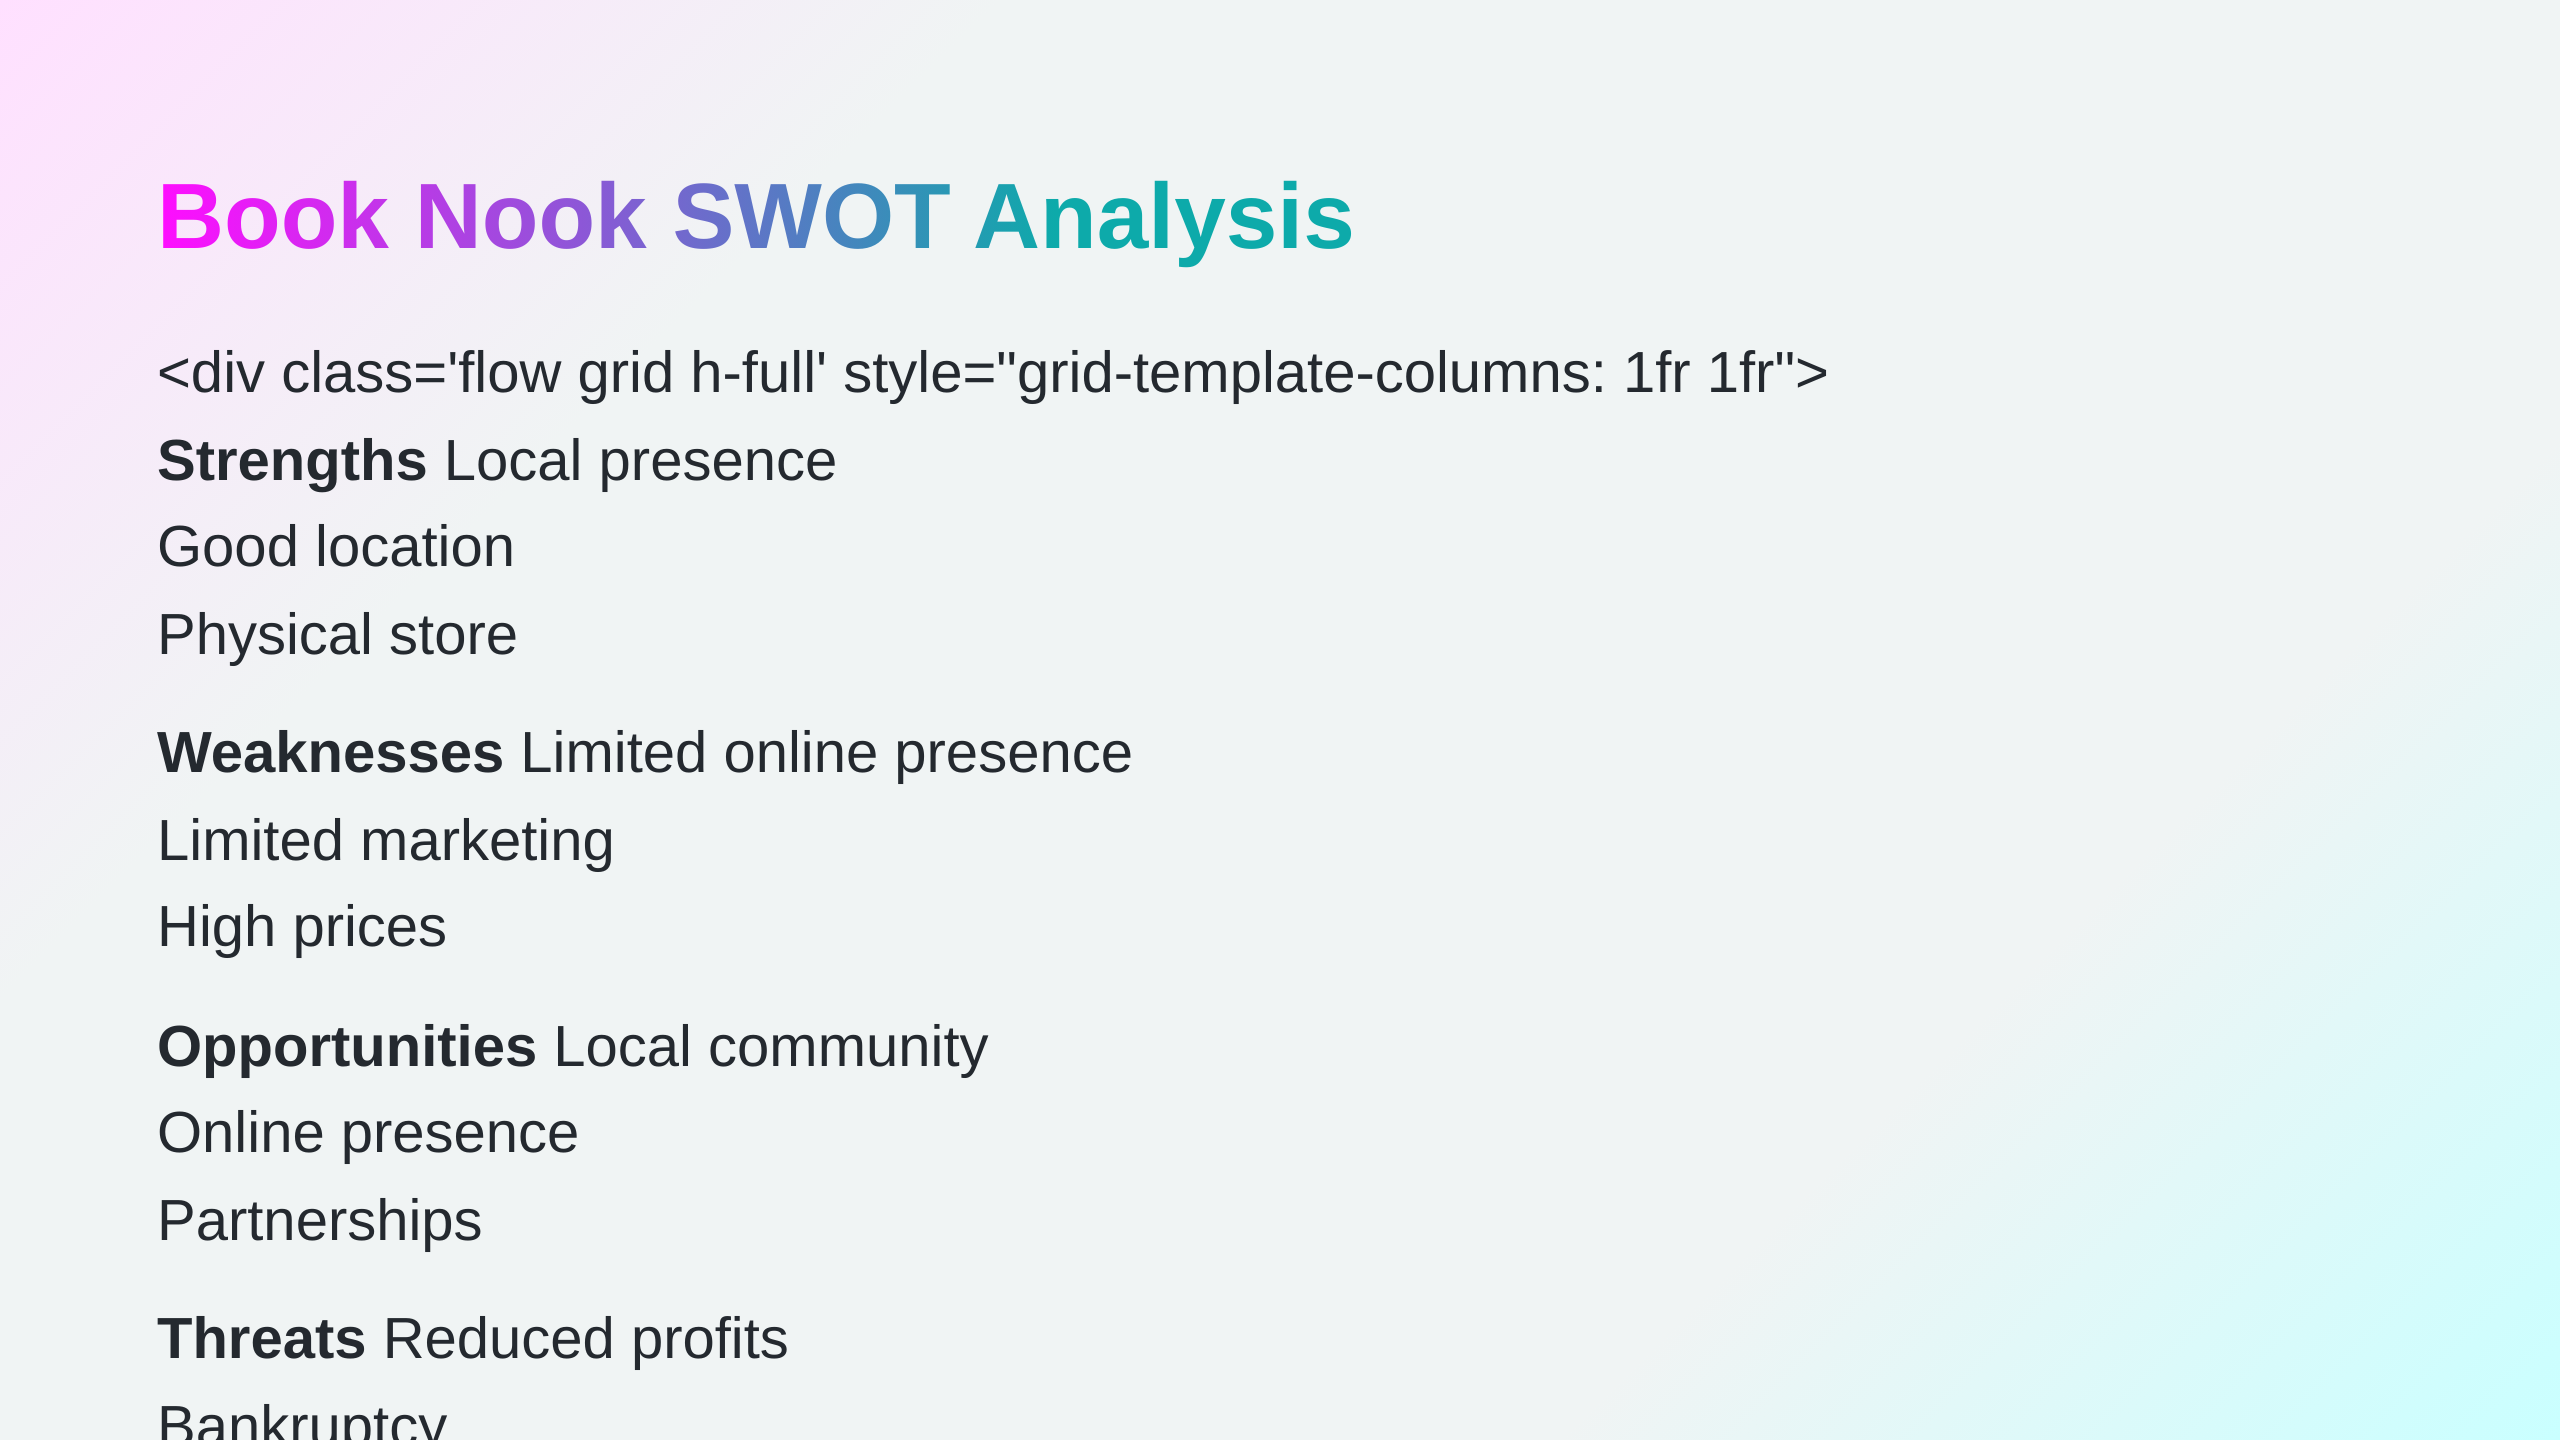 Book Nook SWOT Analysis
<div class='flow grid h-full' style="grid-template-columns: 1fr 1fr">
Strengths Local presence
Good location
Physical store
Weaknesses Limited online presence
Limited marketing
High prices
Opportunities Local community
Online presence
Partnerships
Threats Reduced profits
Bankruptcy